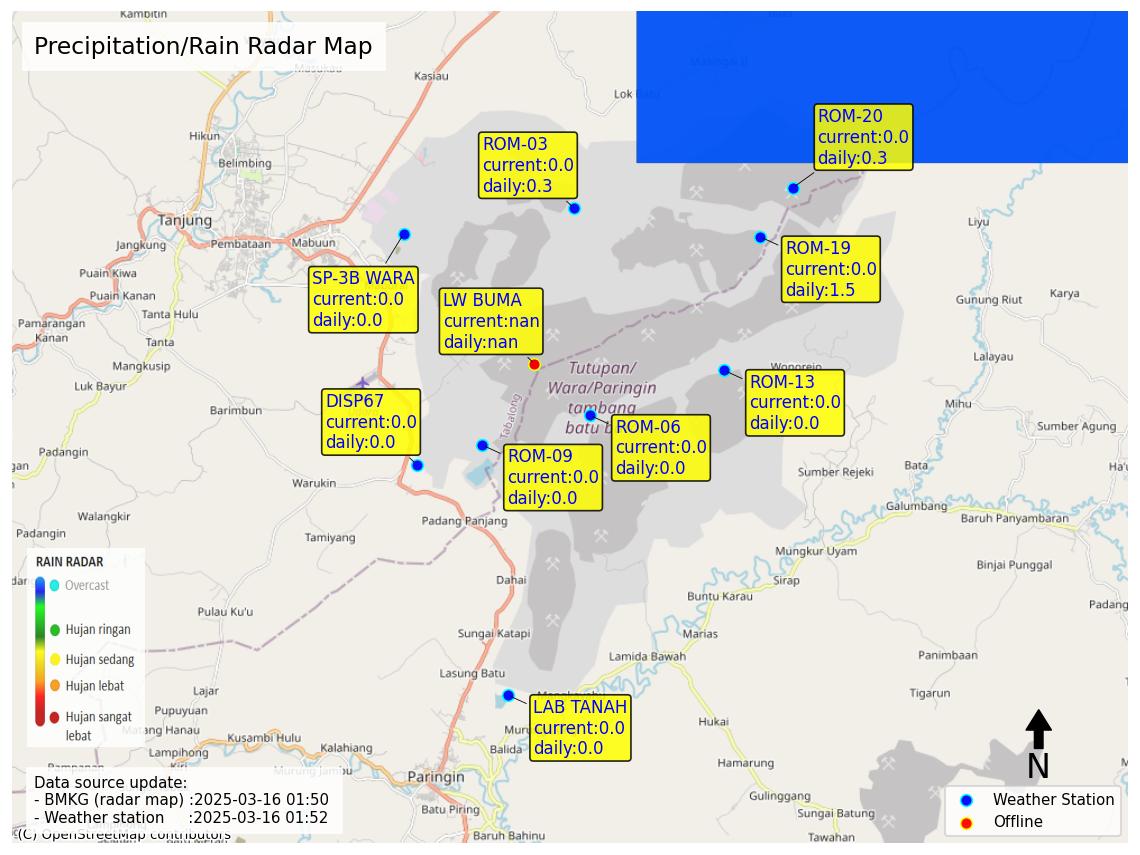 Kambitin
Precipitation/Rain Radar Map
Masukau
Kasiau
Lok Batu
Hikun
Belimbing
ROM-03
current:0.0
daily:0.3
ROM-20
current:0.0
daily:0.3
Tanjung
Jangkung
Pembataan
Mabuun
Liyu
ROM-19
current:0.0
daily:1.5
Puain Kiwa
Puain Kanan
SP-3B WARA
current:0.0
daily:0.0
LW BUMA
current:nan
daily:nan
Gunung Riut
Karya
Tanta Hulu
Pamarangan
Kanan
Tanta
Mangkusip
Luk Bayur
Lalayau
Wonorejo
Tutupan/
Wara/Paringin
tambang
Tabalong
ROM-13
current:0.0
daily:0.0
DISP67
current:0.0
daily:0.0
Barimbun
Mihu
ROM-06
current:0.0
daily:0.0
Sumber Agung
Padangin
ROM-09
current:0.0
daily:0.0
Bata
Sumber Rejeki
Warukin
Galumbang
Walangkir
Padangin
Padang Panjang
Baruh Panyambaran
Tamiyang
Mungkur Uyam
Binjai Punggal
Sirap
Dahai
Buntu Karau
Pulau Ku'u
Sungai Katapi
Marias
Lamida Bawah
Panimbaan
Lasung Batu
Tigarun
Lajar
Pupuyuan
Matang Hanau
Kusambi Hulu
Lampihong
Kalahiang
Murung Jambu
Hukai
Balida
Hamarung
Paringin
Batu Piring
Gulinggang
Sungai Batung
Baruh Bahinu
Tawahan
LAB TANAH
current:0.0
daily:0.0
RAIN RADAR
Overcast
Hujan ringan
Hujan sedang
Hujan lebat
Hujan sangat
lebat
Data source update:
- BMKG (radar map) :2025-03-16 01:50
- Weather station :2025-03-16 01:52
(C) OpenStreetMap contributors
N
Weather Station
Offline